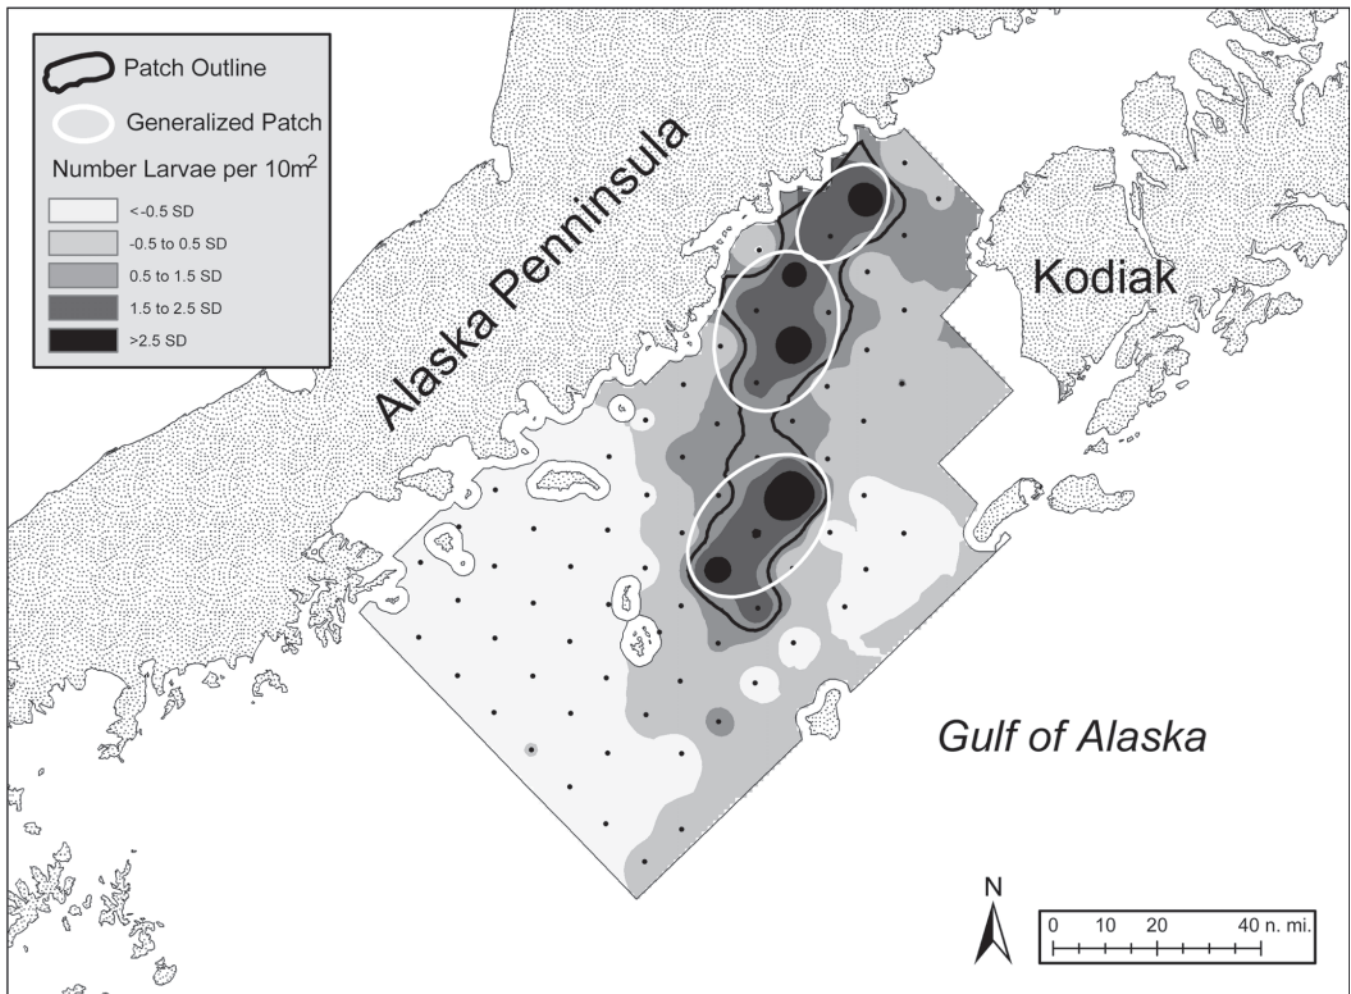 Patch Outline
Generalized Patch
Number Larvae per 10m²
<-0.5 SD
-0.5 to 0.5 SD
0.5 to 1.5 SD
1.5 to 2.5 SD
>2.5 SD
Alaska Penninsula
Kodiak
Gulf of Alaska
N
0 10 20 40 n. mi.